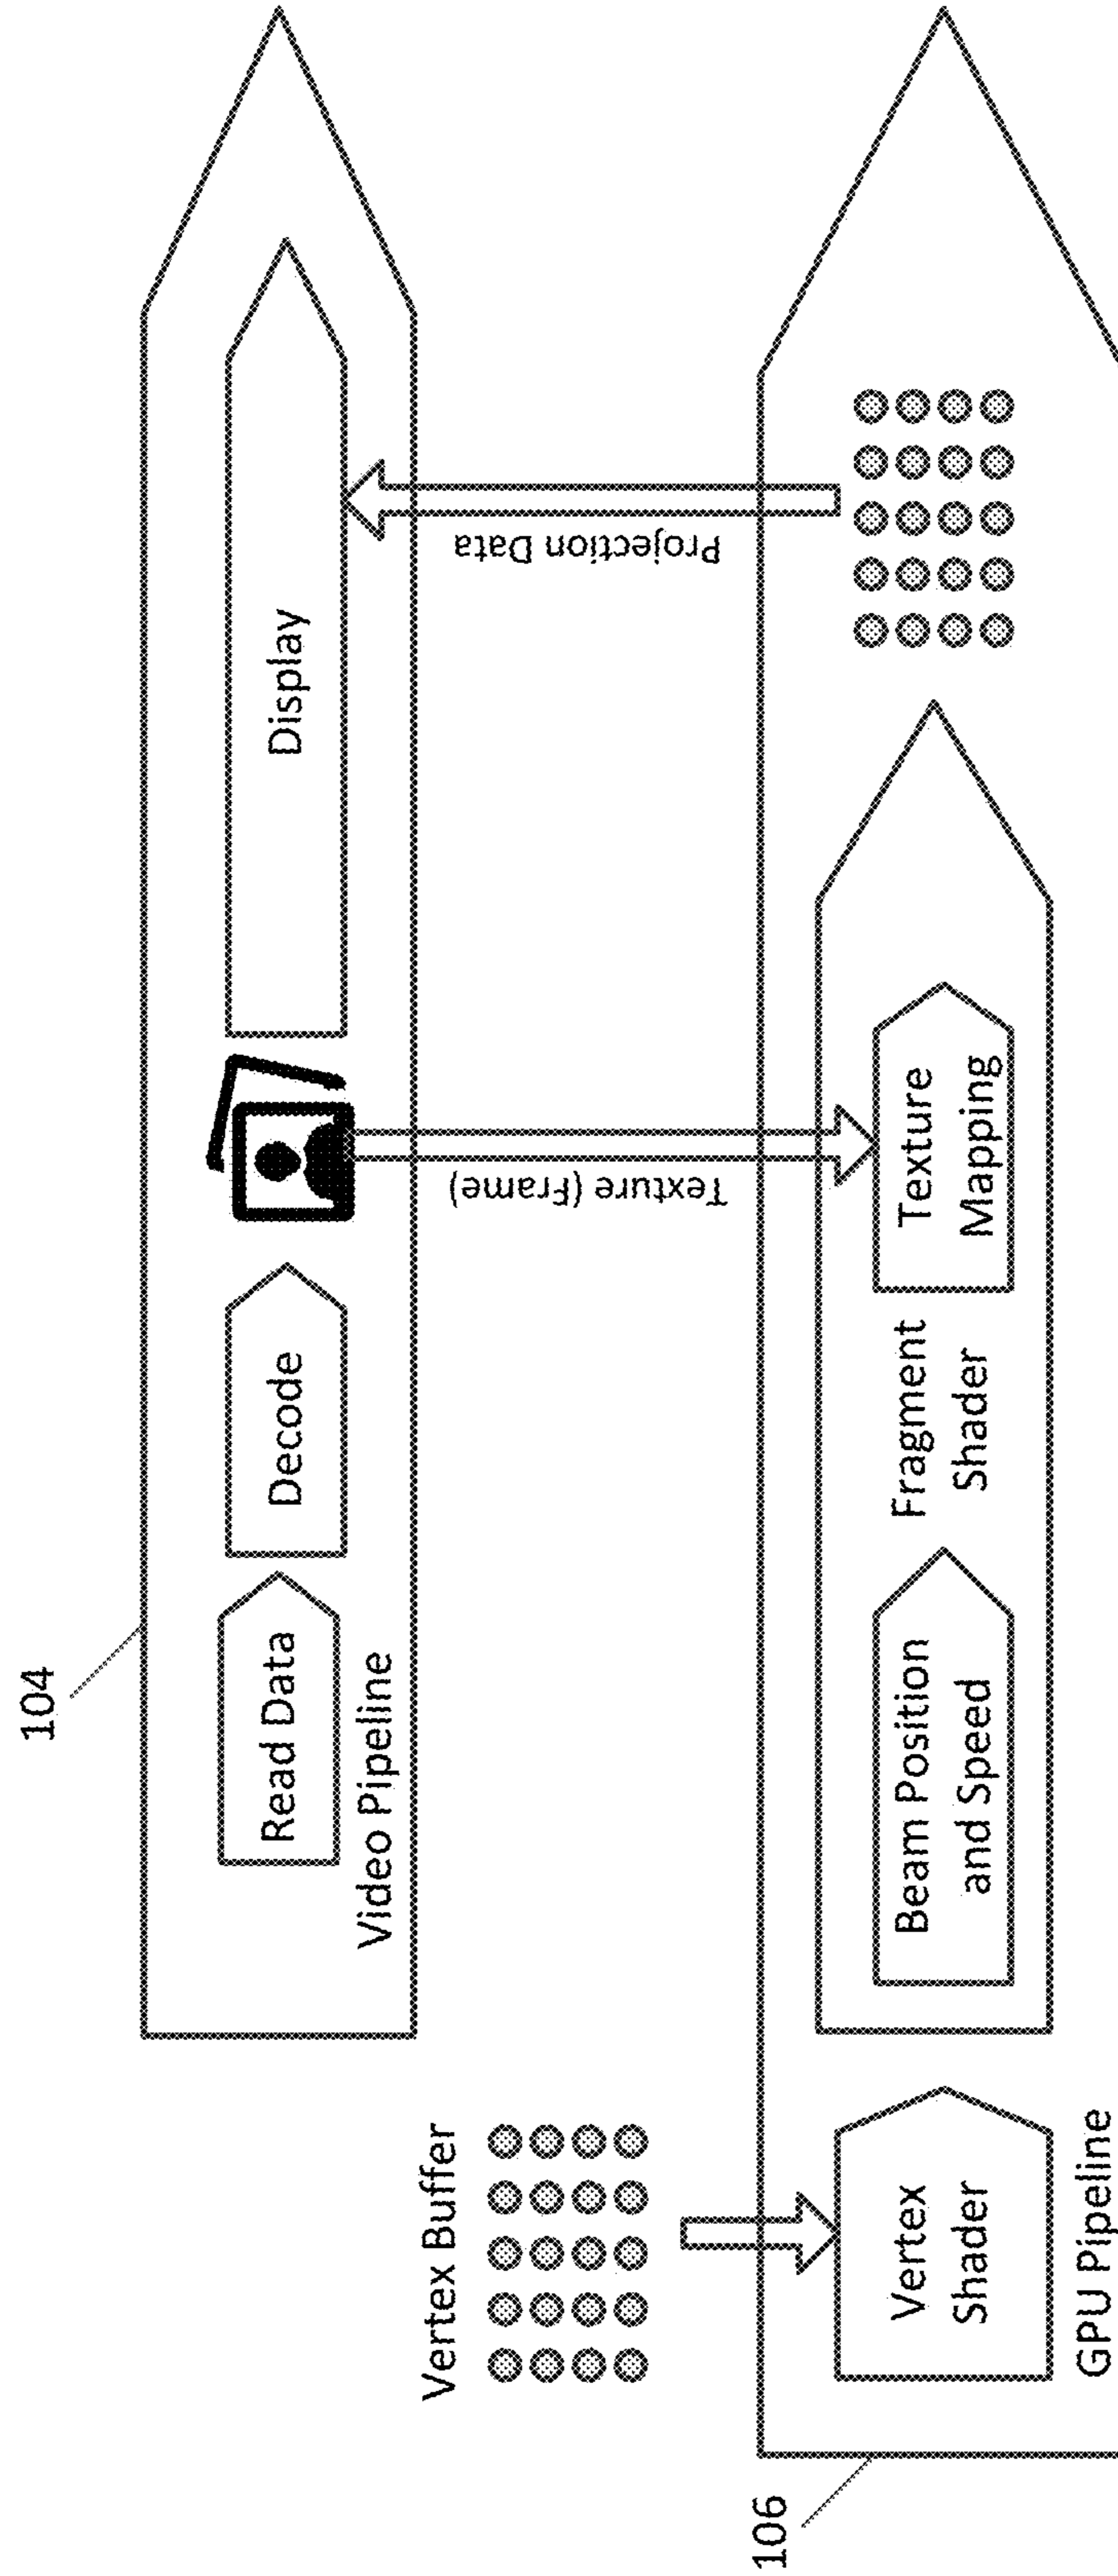 104
Read Data
Decode
Display
Video Pipeline
Texture (Frame)
Projection Data
Vertex Buffer
106
Vertex
Shader
Beam Position
and Speed
Fragment
Shader
Texture
Mapping
GPU Pipeline